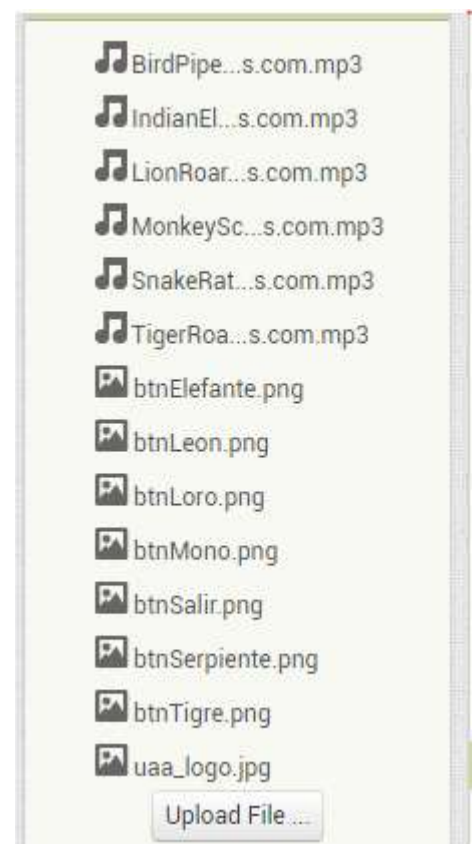 BirdPipe...s.com.mp3
IndianEl...s.com.mp3
LionRoar...s.com.mp3
MonkeySc...s.com.mp3
SnakeRat...s.com.mp3
TigerRoa...s.com.mp3
btnElefante.png
btnLeon.png
btnLoro.png
btnMono.png
btnSalir.png
btnSerpiente.png
btnTigre.png
uaa_logo.jpg
Upload File ...